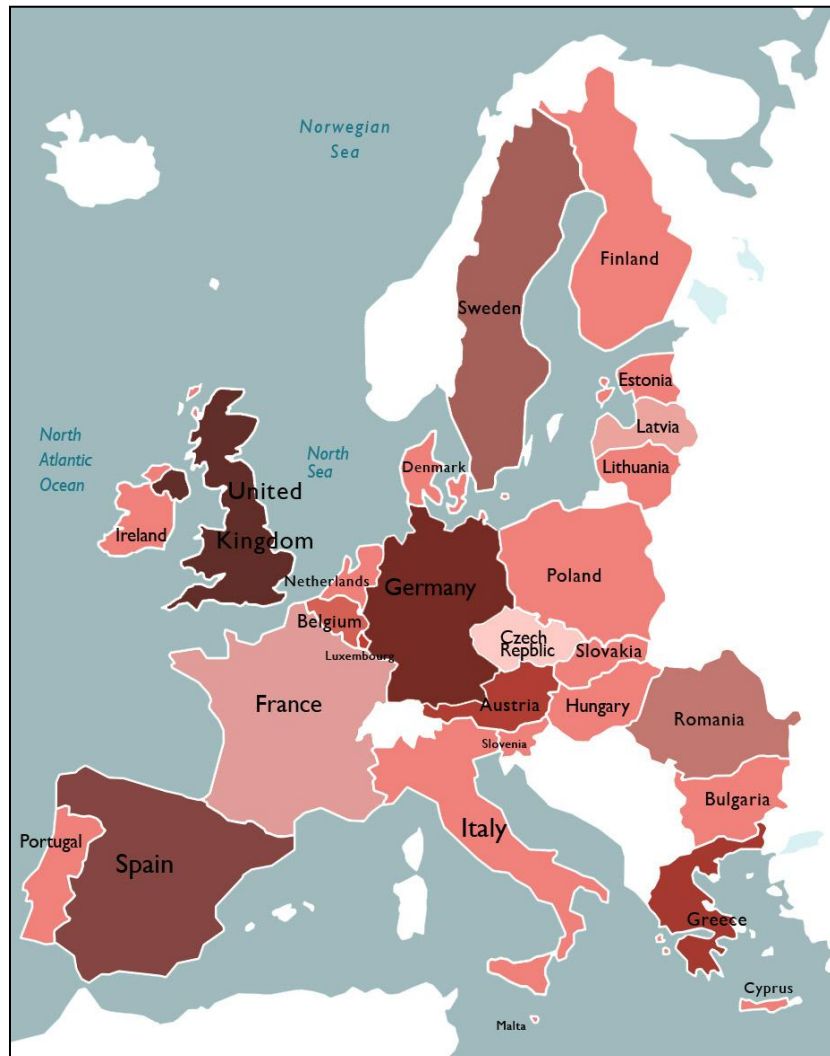 Norwegian
Sea
Finland
Sweden
Estonia
Latvia
Lithuania
North
Atlantic
Ocean
North
Sea
Denmark
United
Kingdom
Ireland
Netherlands
Germany
Poland
Belgium
Luxembourg
Czech
Repblic
Slovakia
France
Austria
Hungary
Romania
Slovenia
Bulgaria
Italy
Portugal
Spain
Greece
Cyprus
Malta